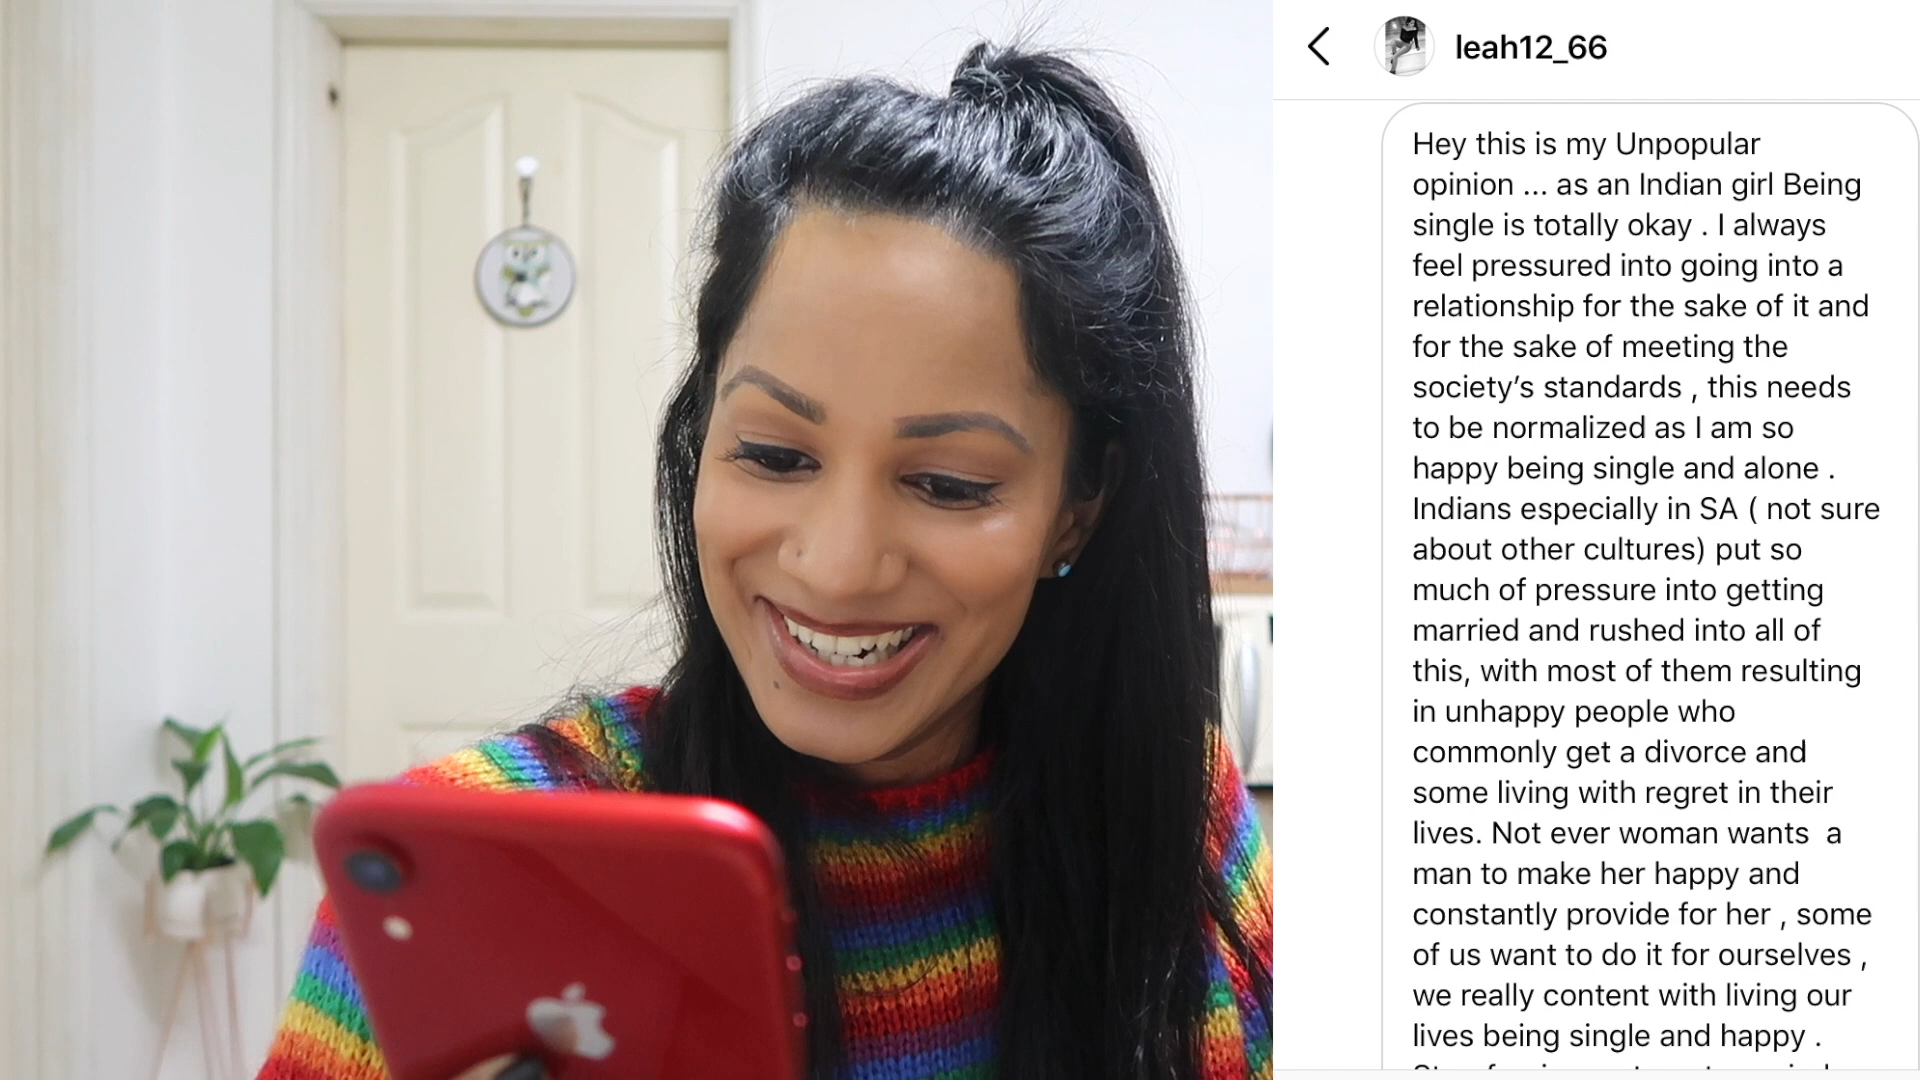 leah12_66
Hey this is my Unpopular
opinion ... as an Indian girl Being
single is totally okay . I always
feel pressured into going into a
relationship for the sake of it and
for the sake of meeting the
society’s standards , this needs
to be normalized as I am so
happy being single and alone .
Indians especially in SA ( not sure
about other cultures) put so
much of pressure into getting
married and rushed into all of
this, with most of them resulting
in unhappy people who
commonly get a divorce and
some living with regret in their
lives. Not ever woman wants  a
man to make her happy and
constantly provide for her , some
of us want to do it for ourselves ,
we really content with living our
lives being single and happy .